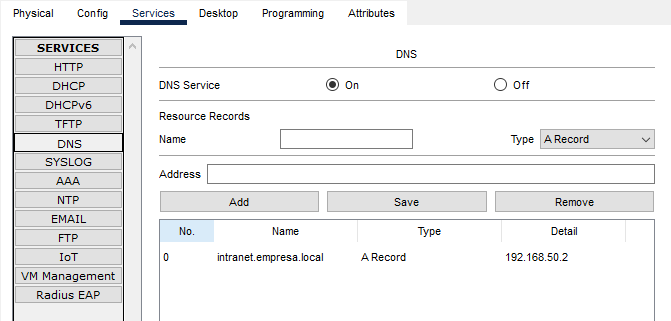 Physical Config Services Desktop Programming Attributes
SERVICES
HTTP
DHCP
DHCPv6
TFTP
DNS
SYSLOG
AAA
NTP
EMAIL
FTP
IoT
VM Management
Radius EAP
DNS
DNS Service On Off
Resource Records
Name Type A Record
Address
Add Save Remove
No. Name Type Detail
0 intranet.empresa.local A Record 192.168.50.2